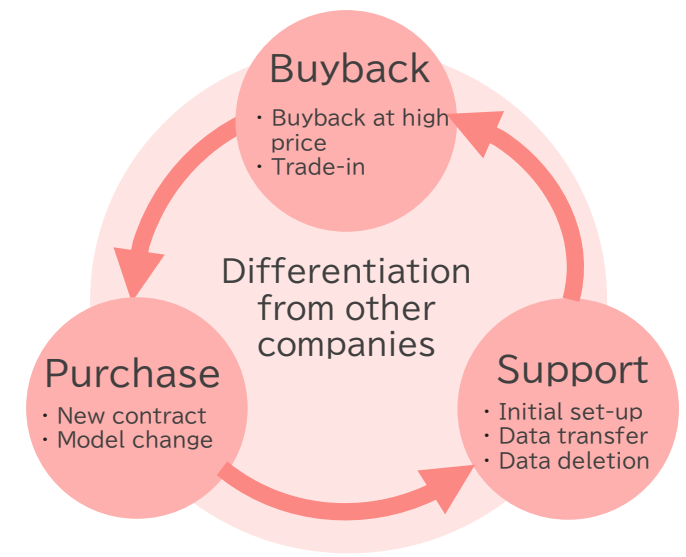 Buyback
・Buyback at high
price
・Trade-in
Differentiation
from other
companies
Purchase
・New contract
・Model change
Support
・Initial set-up
・Data transfer
・Data deletion